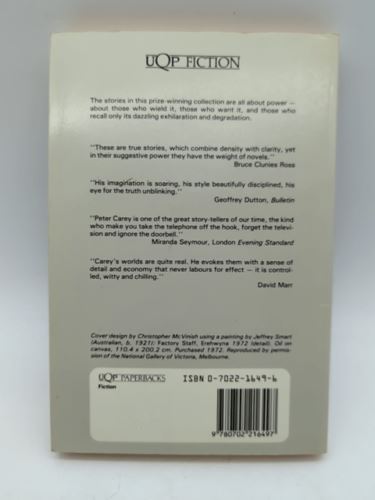 UQP FICTION
The stories in this prize-winning collection are all about power —
about those who wield it, those who want it, and those who
recall only its dazzling exhilaration and degradation.
"These are true stories, which combine density with clarity, yet
in their suggestive power they have the weight of novels."
Bruce Clunies Ross
"His imagination is soaring, his style beautifully disciplined, his
eye for the truth unblinking."
Geoffrey Dutton, Bulletin
"Peter Carey is one of the great story-tellers of our time, the kind
who make you take the telephone off the hook, forget the televi-
sion and ignore the doorbell."
Miranda Seymour, London Evening Standard
"Carey's worlds are quite real. He evokes them with a sense of
detail and economy that never labours for effect — it is control-
led, witty and chilling."
David Marr
Cover design by Christopher McVinish using a painting by Jeffrey Smart
(Australian, b. 1921): Factory Staff, Erehwyna 1972 (detail). Oil on
canvas, 110.4 x 200.2 cm. Purchased 1972. Reproduced by permis-
sion of the National Gallery of Victoria, Melbourne.
UQP PAPERBACKS
Fiction
ISBN 0-7022-1649-6
9 780702 216497